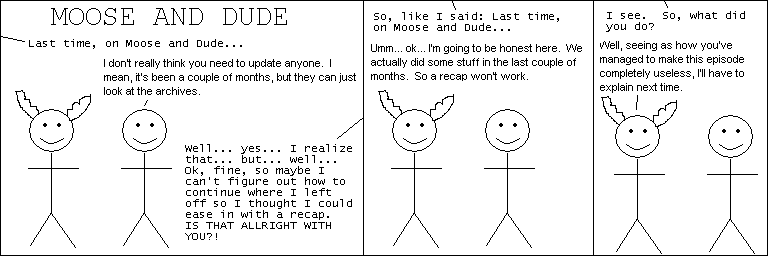 MOOSE AND DUDE
Last time, on Moose and Dude...
I don't really think you need to update anyone. I
mean, it's been a couple of months, but they can just
look at the archives.
Well... yes... I realize
that... but... well...
Ok, fine, so maybe I
can't figure out how to
continue where I left
off so I thought I could
ease in with a recap.
IS THAT ALLRIGHT WITH
YOU?!
So, like I said: Last time,
on Moose and Dude...
Umm... ok... I'm going to be honest here. We
actually did some stuff in the last couple of
months. So a recap won't work.
I see. So, what did
you do?
Well, seeing as how you've
managed to make this episode
completely useless, I'll have to
explain next time.